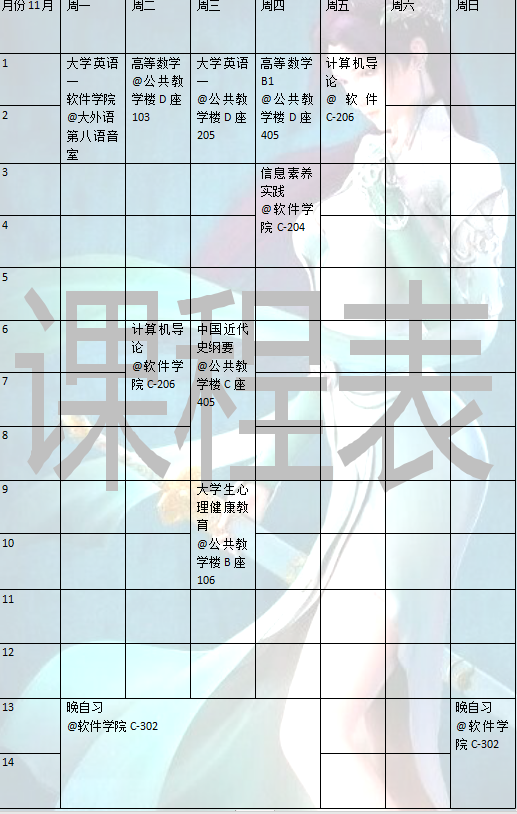 月份 11月 周一 周二 周三 周四 周五 周六 周日
1
大学英语
一
软件学院
@大外语
第八语音
室
高等数学
@公共教
学楼 D 座
103
大学英语
一
@公共教
学楼 D 座
205
高等数学
B1
@公共教
学楼 D 座
405
计算机导
论
@ 软件
C-206
2
3
信息素养
实践
@软件学
院 C-204
4
5
6
计算机导
论
@软件学
院 C-206
中国近代
史纲要
@公共教
学楼 C 座
405
7
8
9
大学生心
理健康教
育
@公共教
学楼 B 座
106
10
11
12
13
晚自习
@软件学院 C-302
晚自习
@软件学
院 C-302
14
课程表